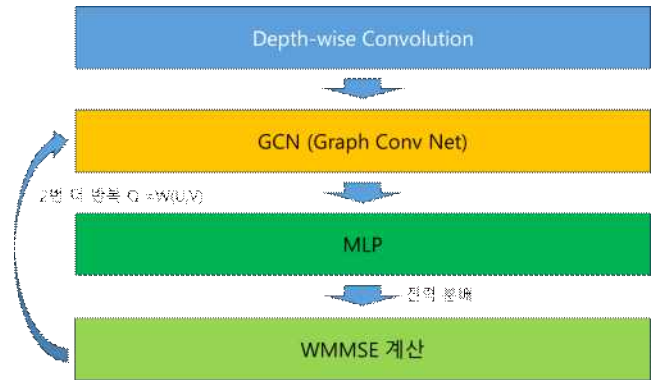 Depth-wise Convolution
GCN (Graph Conv Net)
2번 더 반복 Q =W(U,V)
MLP
전력 분배
WMMSE 계산